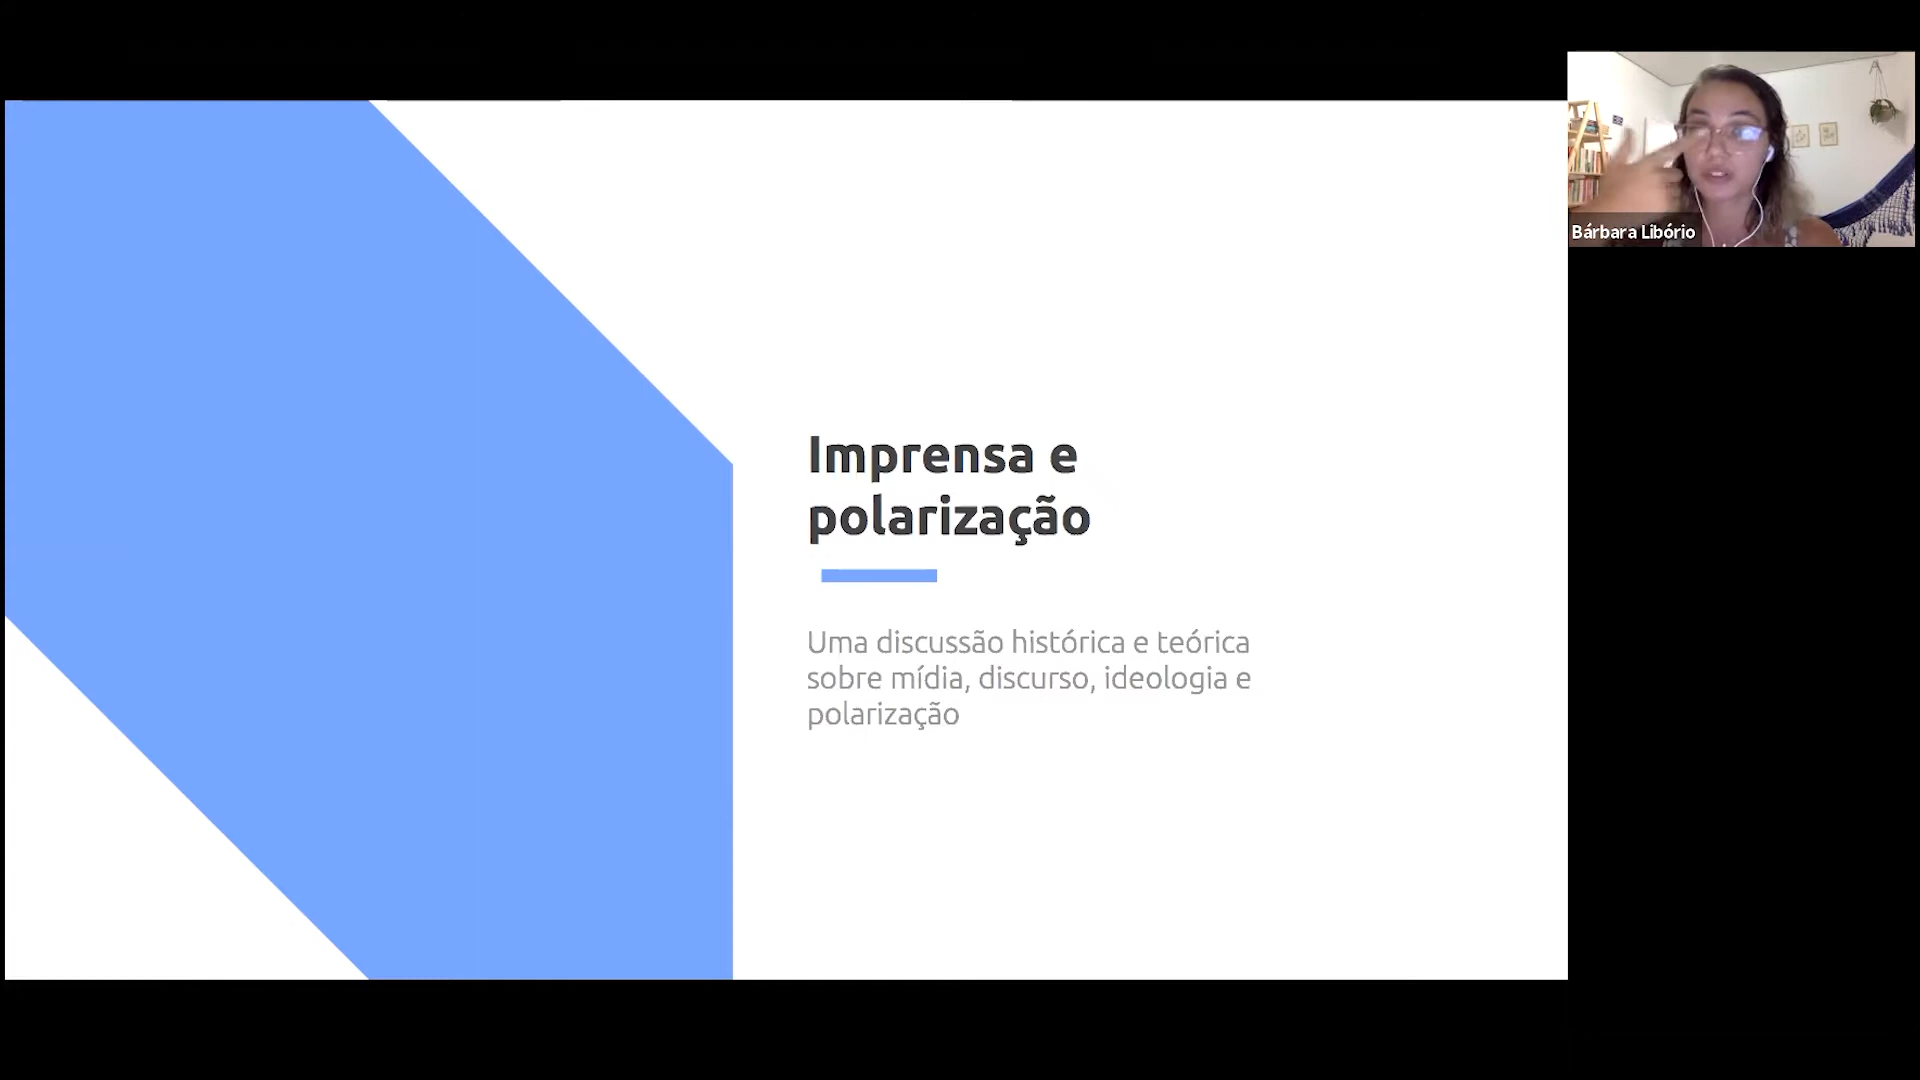 Imprensa e
polarização
Uma discussão histórica e teórica
sobre mídia, discurso, ideologia e
polarização
Bárbara Libório